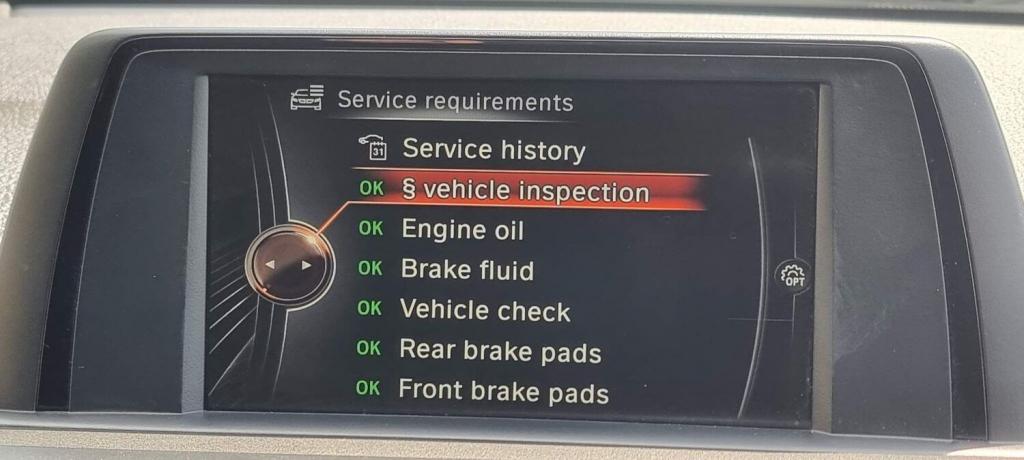 Service requirements
31 Service history
OK § vehicle inspection
OK Engine oil
OK Brake fluid
OPT
OK Vehicle check
OK Rear brake pads
OK Front brake pads